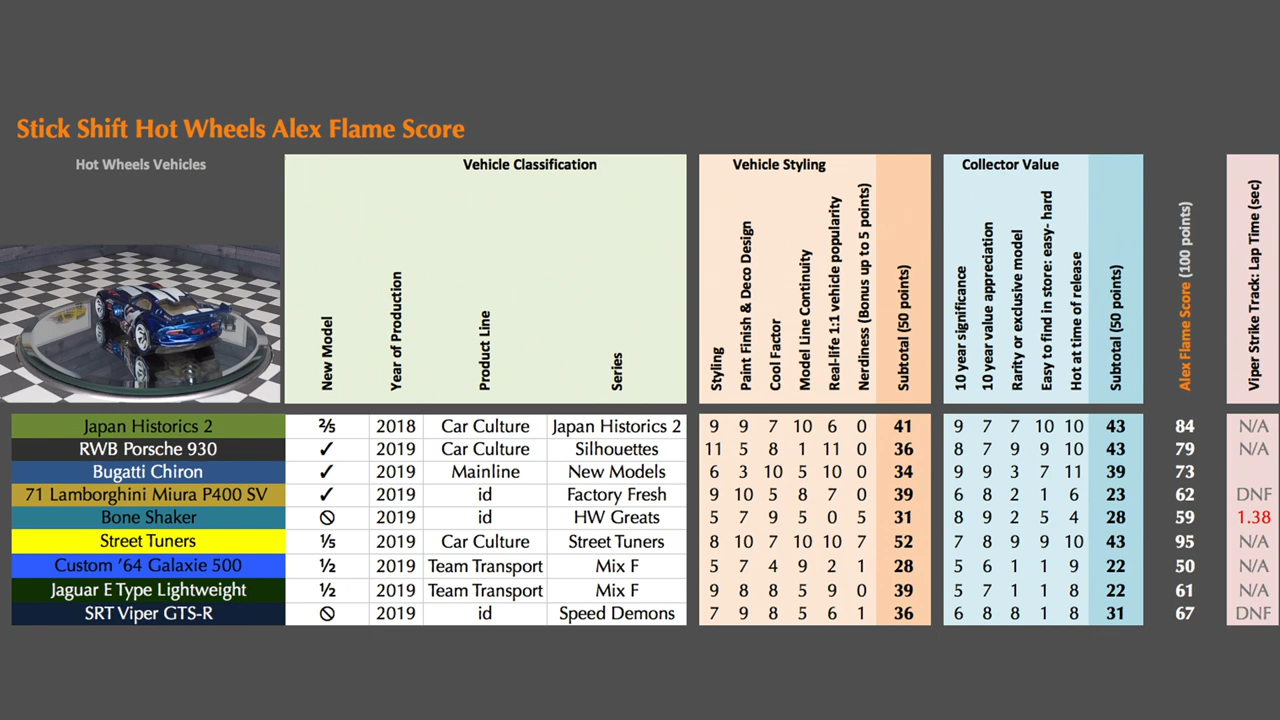 Stick Shift Hot Wheels Alex Flame Score
Hot Wheels Vehicles
Vehicle Classification
Vehicle Styling
Collector Value
New Model
Year of Production
Product Line
Series
Styling
Paint Finish & Deco Design
Cool Factor
Model Line Continuity
Real-life 1:1 vehicle popularity
Nerdiness (Bonus up to 5 points)
Subtotal (50 points)
10 year significance
10 year value appreciation
Rarity or exclusive model
Easy to find in store: easy- hard
Hot at time of release
Subtotal (50 points)
Alex Flame Score (100 points)
Viper Strike Track: Lap Time (sec)
Japan Historics 2 ⅖ 2018 Car Culture Japan Historics 2 9 9 7 10 6 0 41 9 7 7 10 10 43 84 N/A
RWB Porsche 930 ✓ 2019 Car Culture Silhouettes 11 5 8 1 11 0 36 8 7 9 9 10 43 79 N/A
Bugatti Chiron ✓ 2019 Mainline New Models 6 3 10 5 10 0 34 9 9 3 7 11 39 73
71 Lamborghini Miura P400 SV ✓ 2019 id Factory Fresh 9 10 5 8 7 0 39 6 8 2 1 6 23 62 DNF
Bone Shaker 2019 id HW Greats 5 7 9 5 0 5 31 8 9 2 5 4 28 59 1.38
Street Tuners ⅕ 2019 Car Culture Street Tuners 8 10 7 10 10 7 52 7 8 9 9 10 43 95 N/A
Custom ’64 Galaxie 500 ½ 2019 Team Transport Mix F 5 7 4 9 2 1 28 5 6 1 1 9 22 50 N/A
Jaguar E Type Lightweight ½ 2019 Team Transport Mix F 9 8 8 5 9 0 39 5 7 1 1 8 22 61 N/A
SRT Viper GTS-R 2019 id Speed Demons 7 9 8 5 6 1 36 6 8 8 1 8 31 67 DNF